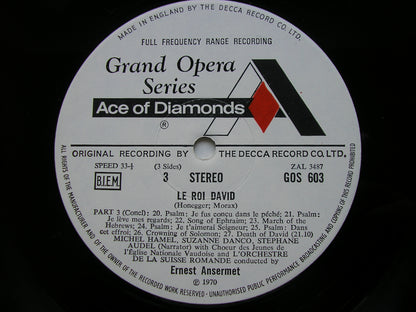 MADE IN ENGLAND BY THE DECCA RECORD CO. LTD.
FULL FREQUENCY RANGE RECORDING
Grand Opera
Series
Ace of Diamonds
®
ORIGINAL RECORDING BY THE DECCA RECORD CO. LTD.
SPEED 33⅓ (3 Sides) ZAL 3487
BIEM 3 STEREO GOS 603
LE ROI DAVID
(Honegger; Morax)
PART 3 (Concl): 20. Psalm: Je fus conçu dans le péché; 21. Psalm:
Je lève mes regards; 22. Song of Ephraim; 23. March of
the Hebrews; 24. Psalm: Je t'aimerai Seigneur; 25. Psalm: Dans
cet effroi; 26. Crowning of Solomon; 27. Death of David (21.10)
MICHEL HAMEL, SUZANNE DANCO, STEPHANE
AUDEL (Narrator) with Choeur des Jeunes de
l'Eglise Nationale Vaudoise and L'ORCHESTRE
DE LA SUISSE ROMANDE conducted by
Ernest Ansermet
℗ 1970
ALL RIGHTS OF THE MANUFACTURER AND OF THE OWNER OF THE RECORDED WORK RESERVED · UNAUTHORISED PUBLIC PERFORMANCE BROADCASTING AND COPYING OF THIS RECORD PROHIBITED